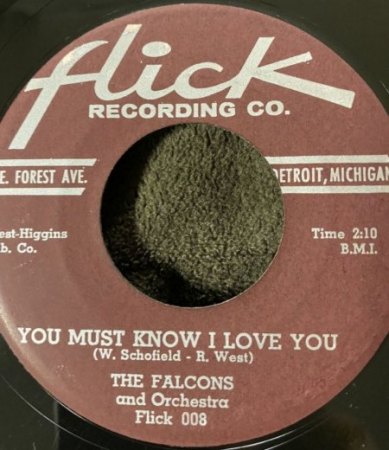 flick
RECORDING CO.
E. FOREST AVE.
DETROIT, MICHIGAN
est-Higgins
b. Co.
Time 2:10
B.M.I.
YOU MUST KNOW I LOVE YOU
(W. Schofield - R. West)
THE FALCONS
and Orchestra
Flick 008